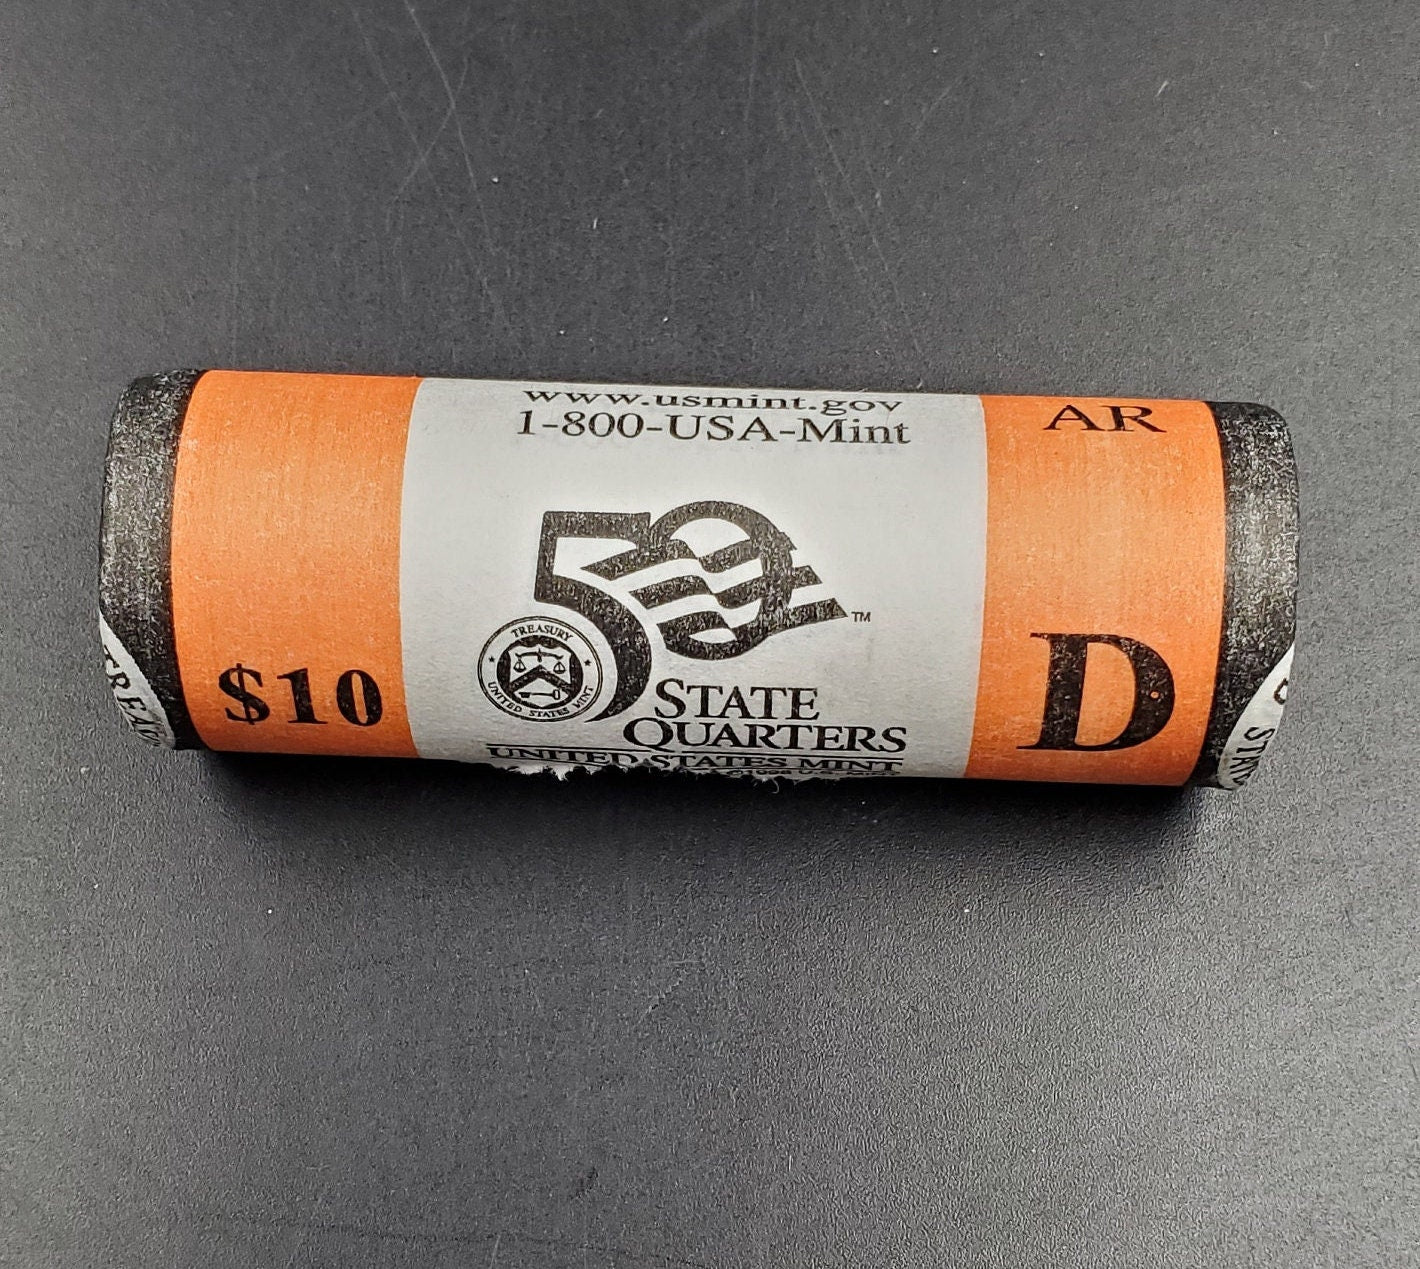 www.usmint.gov
1-800-USA-Mint
AR
50
TM
TREASURY
UNITED STATES MINT
STATE
QUARTERS
UNITED STATES MINT
$10
D